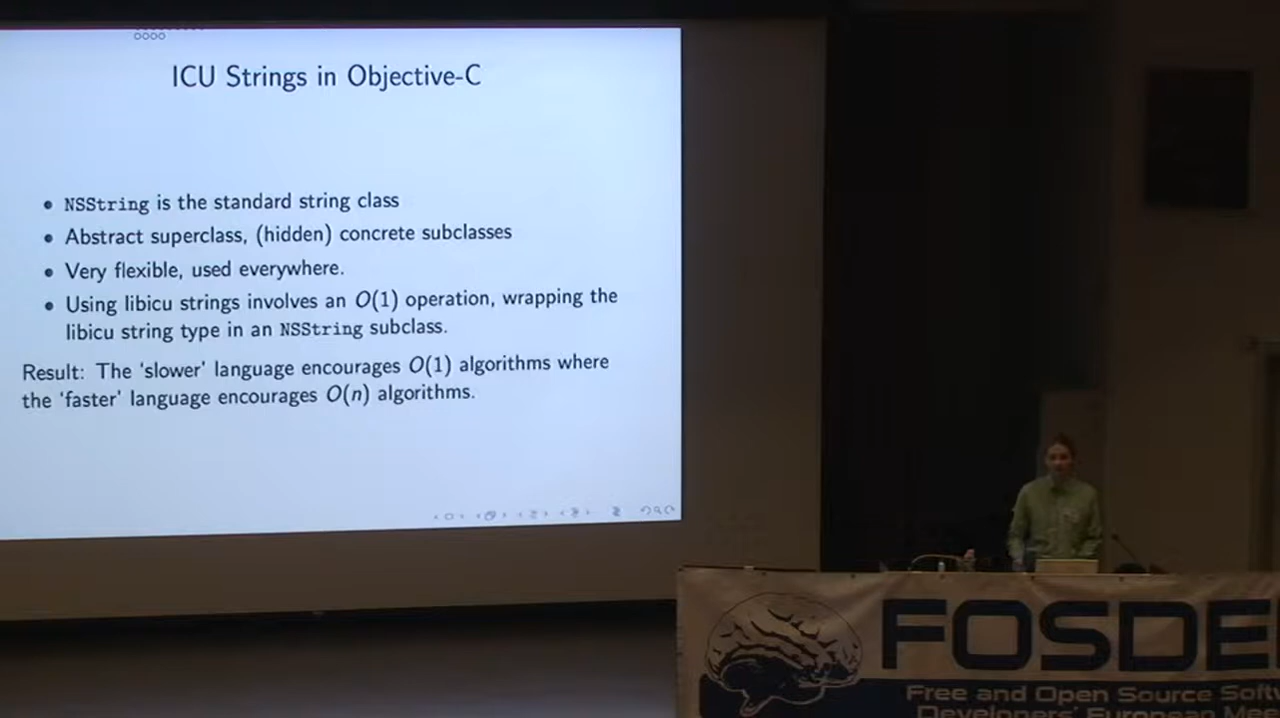 ICU Strings in Objective-C
• NSString is the standard string class
• Abstract superclass, (hidden) concrete subclasses
• Very flexible, used everywhere.
• Using libicu strings involves an O(1) operation, wrapping the
libicu string type in an NSString subclass.
Result: The ‘slower’ language encourages O(1) algorithms where
the ‘faster’ language encourages O(n) algorithms.
FOSDE
Free and Open Source Soft
Developers' European Mee